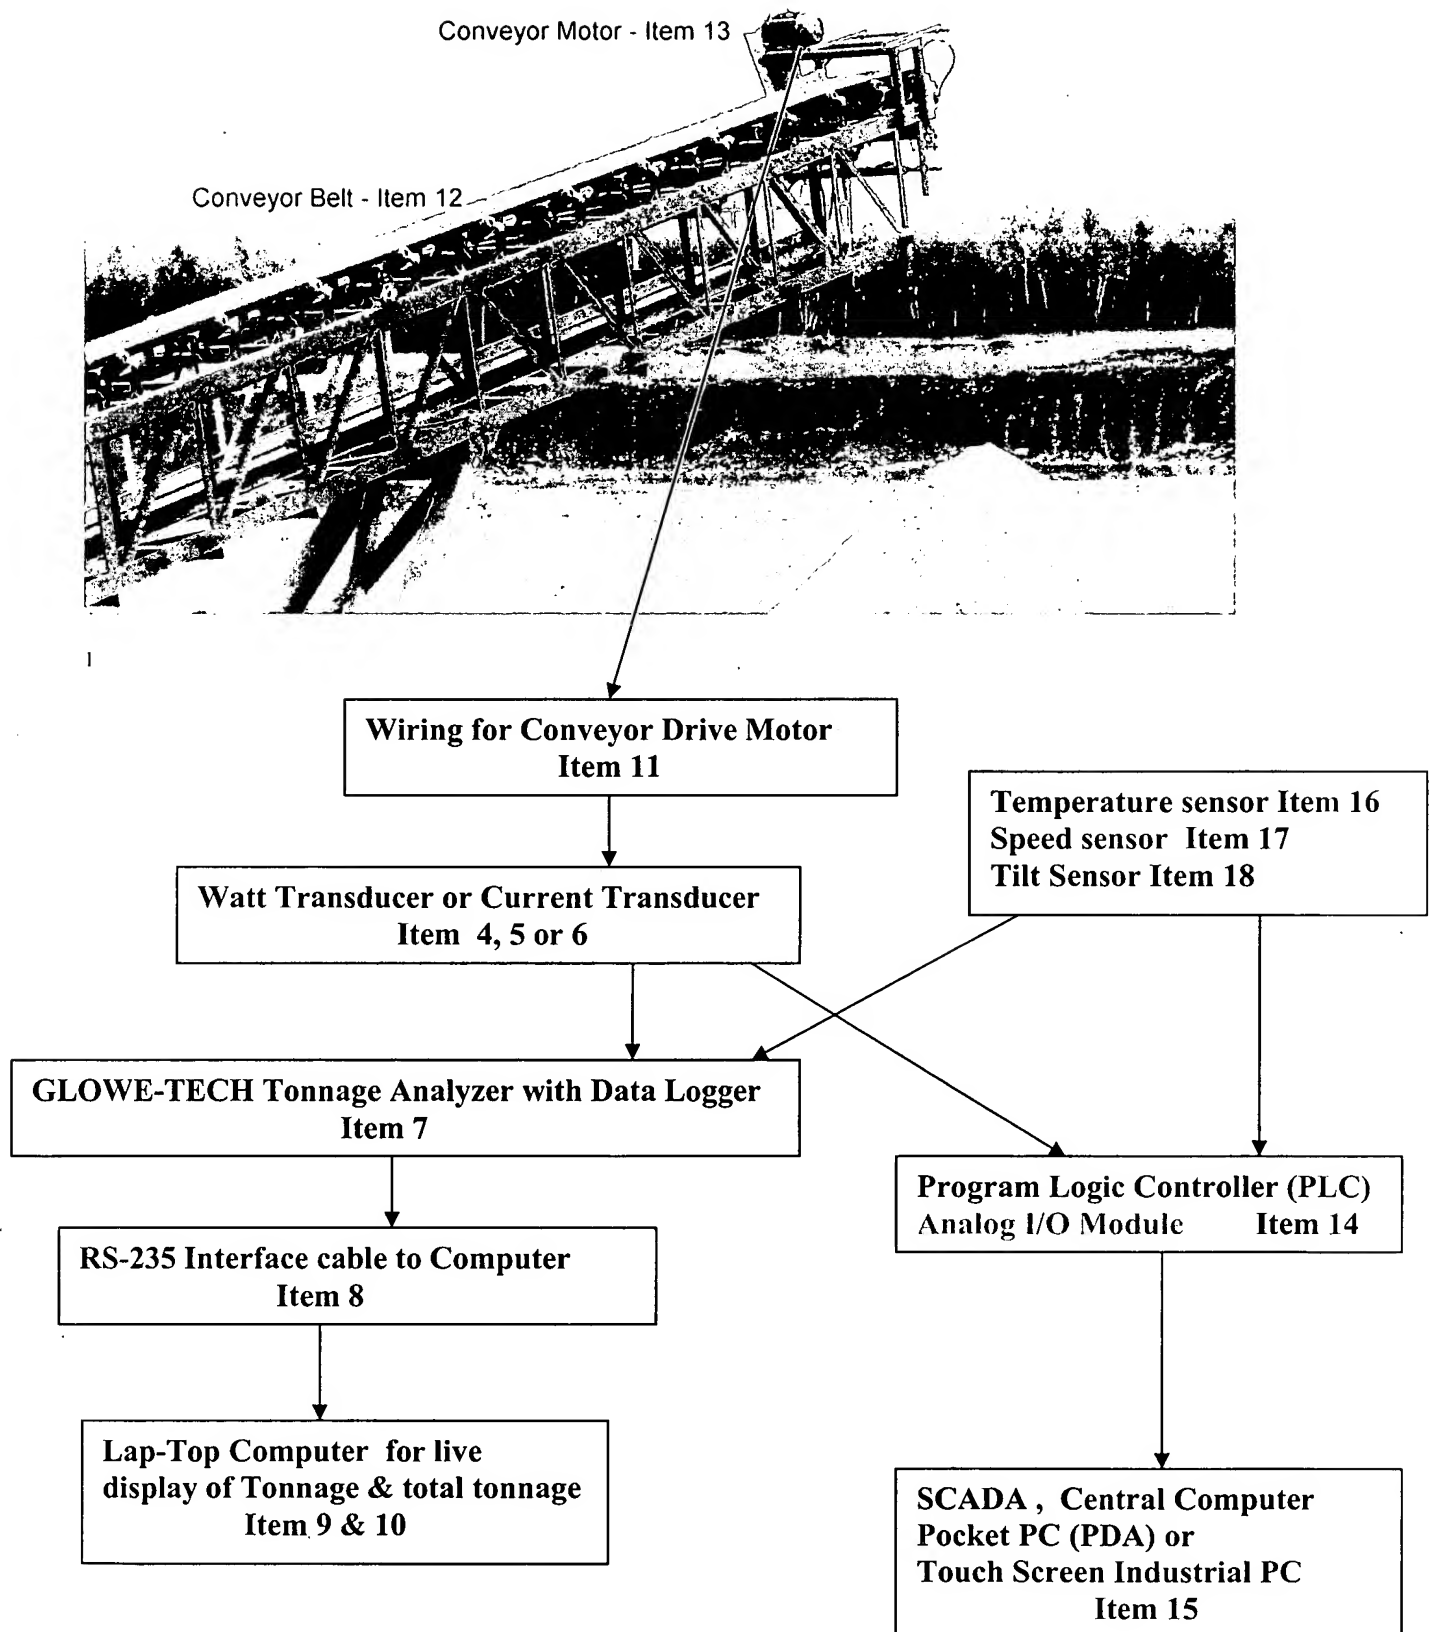 Conveyor Motor - Item 13
Conveyor Belt - Item 12
1
Wiring for Conveyor Drive Motor
Item 11
Temperature sensor Item 16
Speed sensor Item 17
Tilt Sensor Item 18
Watt Transducer or Current Transducer
Item 4, 5 or 6
GLOWE-TECH Tonnage Analyzer with Data Logger
Item 7
Program Logic Controller (PLC)
Analog I/O Module Item 14
RS-235 Interface cable to Computer
Item 8
Lap-Top Computer for live
display of Tonnage & total tonnage
Item 9 & 10
SCADA , Central Computer
Pocket PC (PDA) or
Touch Screen Industrial PC
Item 15